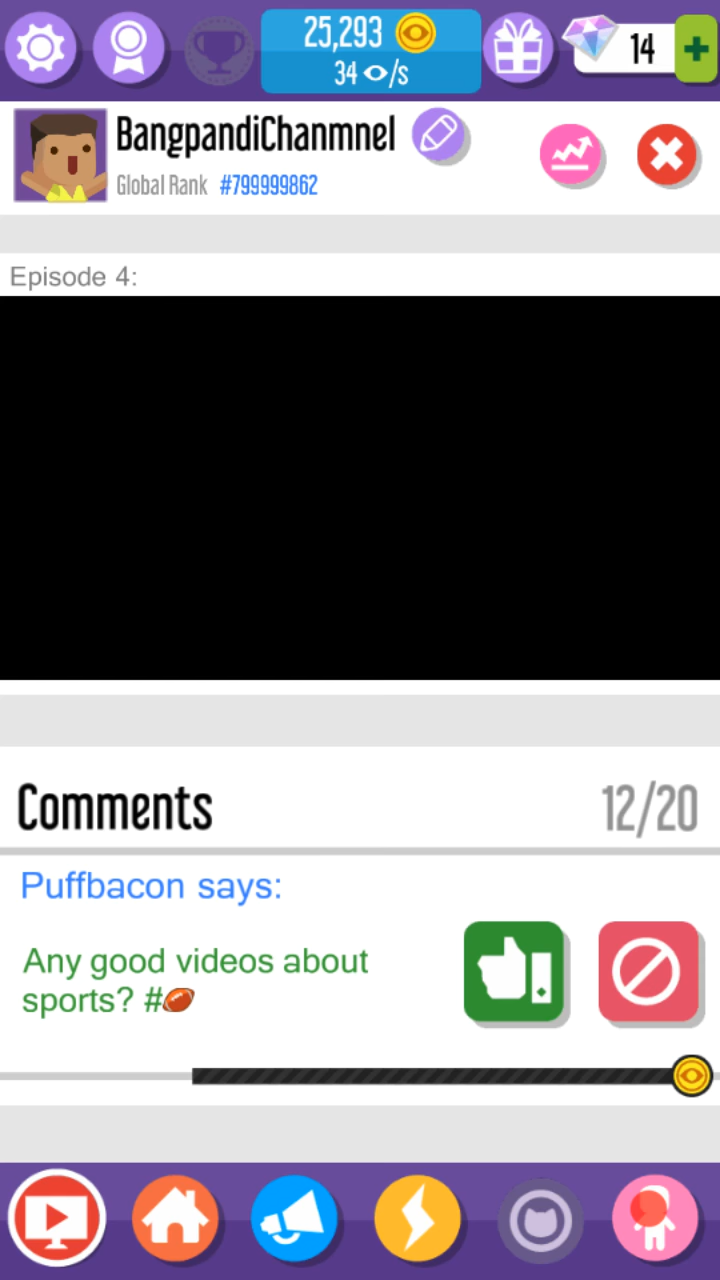 25,293
34 /s
14
BangpandiChanmnel
Global Rank #799999862
Episode 4:
Comments 12/20
Puffbacon says:
Any good videos about
sports? #🏈